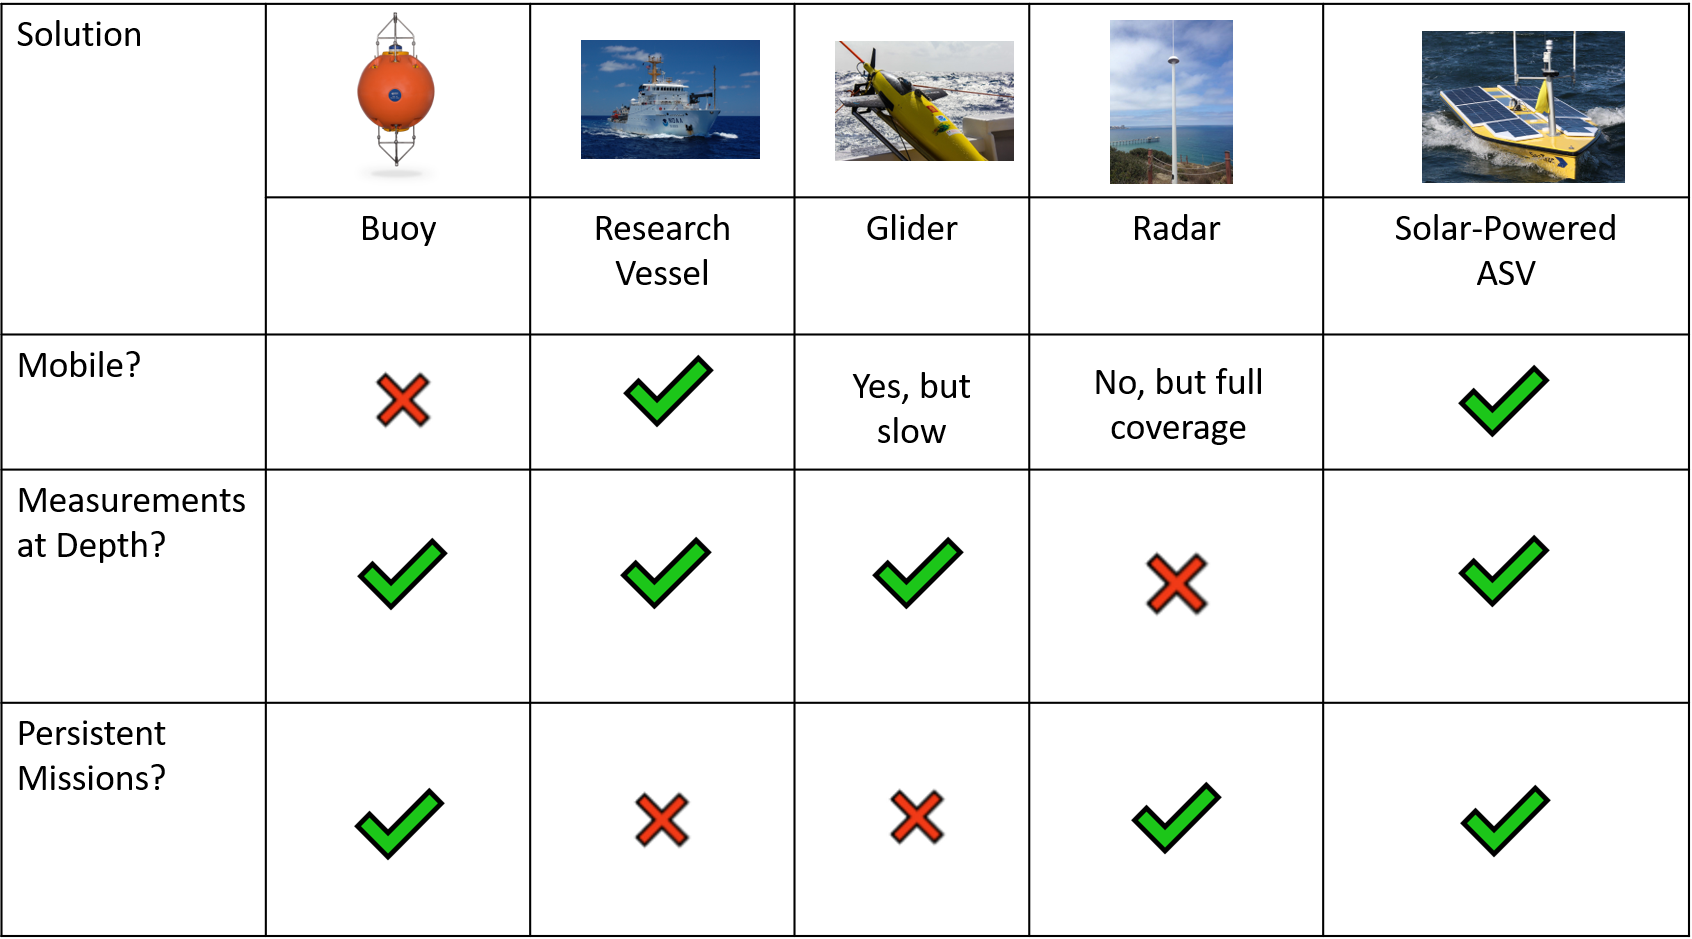 Solution
Buoy
Research
Vessel
Glider
Radar
Solar-Powered
ASV
Mobile?
Yes, but
slow
No, but full
coverage
Measurements
at Depth?
Persistent
Missions?